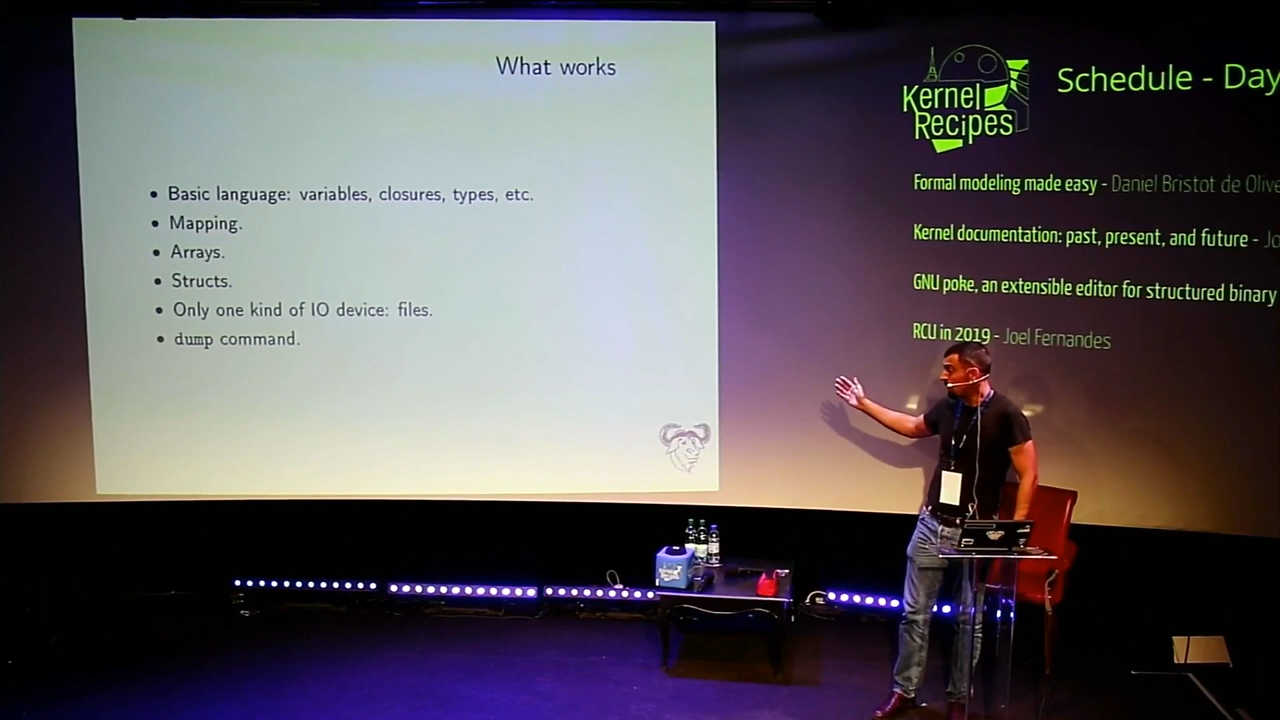 What works
• Basic language: variables, closures, types, etc.
• Mapping.
• Arrays.
• Structs.
• Only one kind of IO device: files.
• dump command.
Kernel
Recipes
Schedule - Day
Formal modeling made easy - Daniel Bristot de Olive
Kernel documentation: past, present, and future - Jo
GNU poke, an extensible editor for structured binary
RCU in 2019 - Joel Fernandes